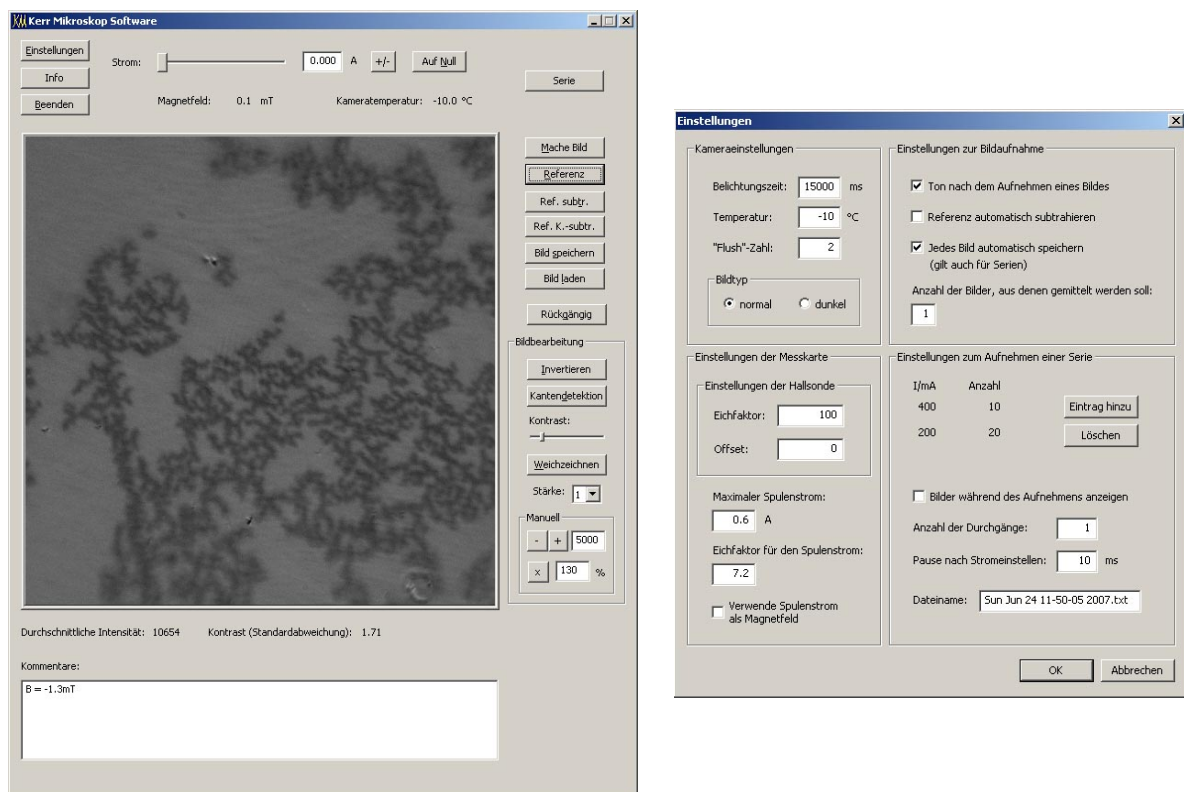 Kerr Mikroskop Software
Einstellungen
Info
Beenden
Strom:
0.000 A +/- Auf Null
Magnetfeld: 0.1 mT
Kameratemperatur: -10.0 °C
Serie
Mache Bild
Referenz
Ref. subtr.
Ref. K.-subtr.
Bild speichern
Bild laden
Rückgängig
Bildbearbeitung
Invertieren
Kantendetektion
Kontrast:
Weichzeichnen
Stärke: 1
Manuell
- + 5000
x 130 %
Durchschnittliche Intensität: 10654 Kontrast (Standardabweichung): 1.71
Kommentare:
B = -1.3mT
Einstellungen
Kameraeinstellungen
Belichtungszeit: 15000 ms
Temperatur: -10 °C
"Flush"-Zahl: 2
Bildtyp
normal dunkel
Einstellungen zur Bildaufnahme
Ton nach dem Aufnehmen eines Bildes
Referenz automatisch subtrahieren
Jedes Bild automatisch speichern
(gilt auch für Serien)
Anzahl der Bilder, aus denen gemittelt werden soll:
1
Einstellungen der Messkarte
Einstellungen der Hallsonde
Eichfaktor: 100
Offset: 0
Maximaler Spulenstrom:
0.6 A
Eichfaktor für den Spulenstrom:
7.2
Verwende Spulenstrom
als Magnetfeld
Einstellungen zum Aufnehmen einer Serie
I/mA Anzahl
400 10 Eintrag hinzu
200 20 Löschen
Bilder während des Aufnehmens anzeigen
Anzahl der Durchgänge: 1
Pause nach Stromeinstellen: 10 ms
Dateiname: Sun Jun 24 11-50-05 2007.txt
OK Abbrechen